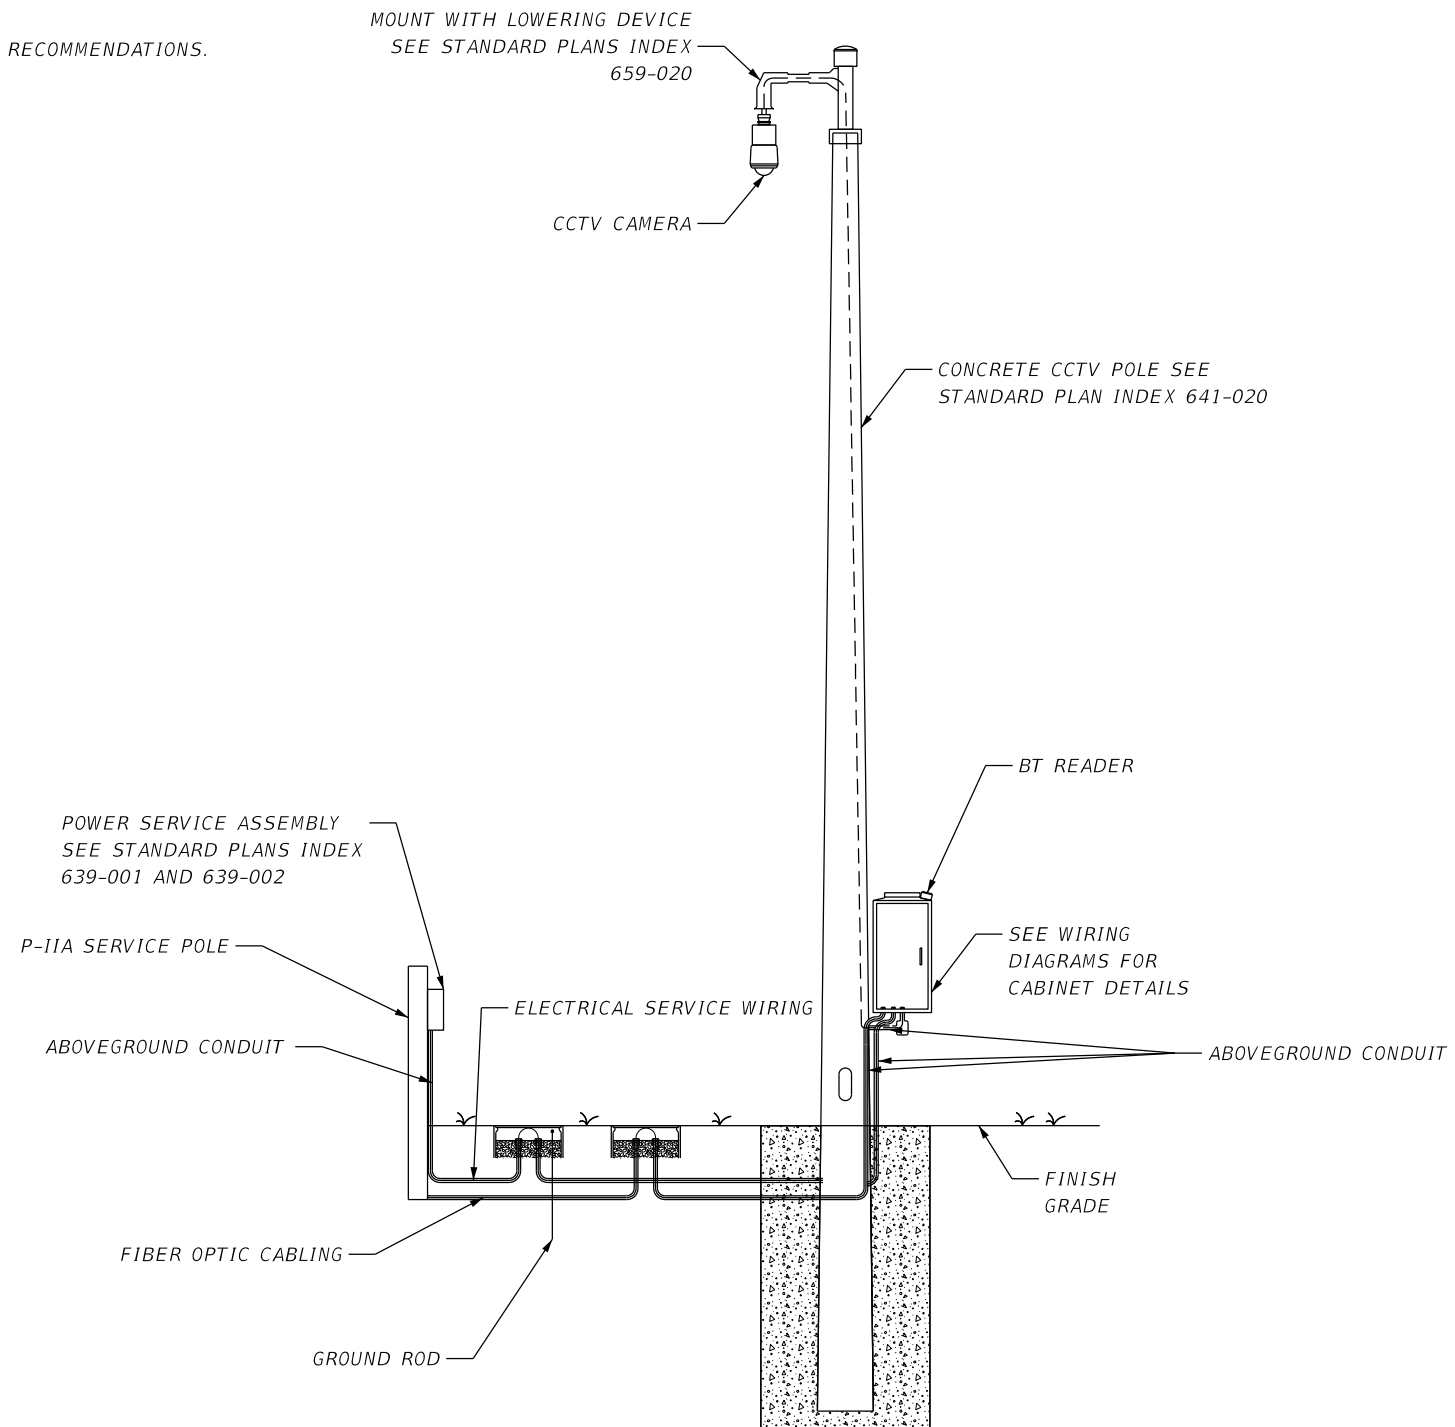 MOUNT WITH LOWERING DEVICE
SEE STANDARD PLANS INDEX
659-020
RECOMMENDATIONS.
CCTV CAMERA
CONCRETE CCTV POLE SEE
STANDARD PLAN INDEX 641-020
BT READER
POWER SERVICE ASSEMBLY
SEE STANDARD PLANS INDEX
639-001 AND 639-002
P-IIA SERVICE POLE
SEE WIRING
DIAGRAMS FOR
CABINET DETAILS
ELECTRICAL SERVICE WIRING
ABOVEGROUND CONDUIT
ABOVEGROUND CONDUIT
FINISH
GRADE
FIBER OPTIC CABLING
GROUND ROD